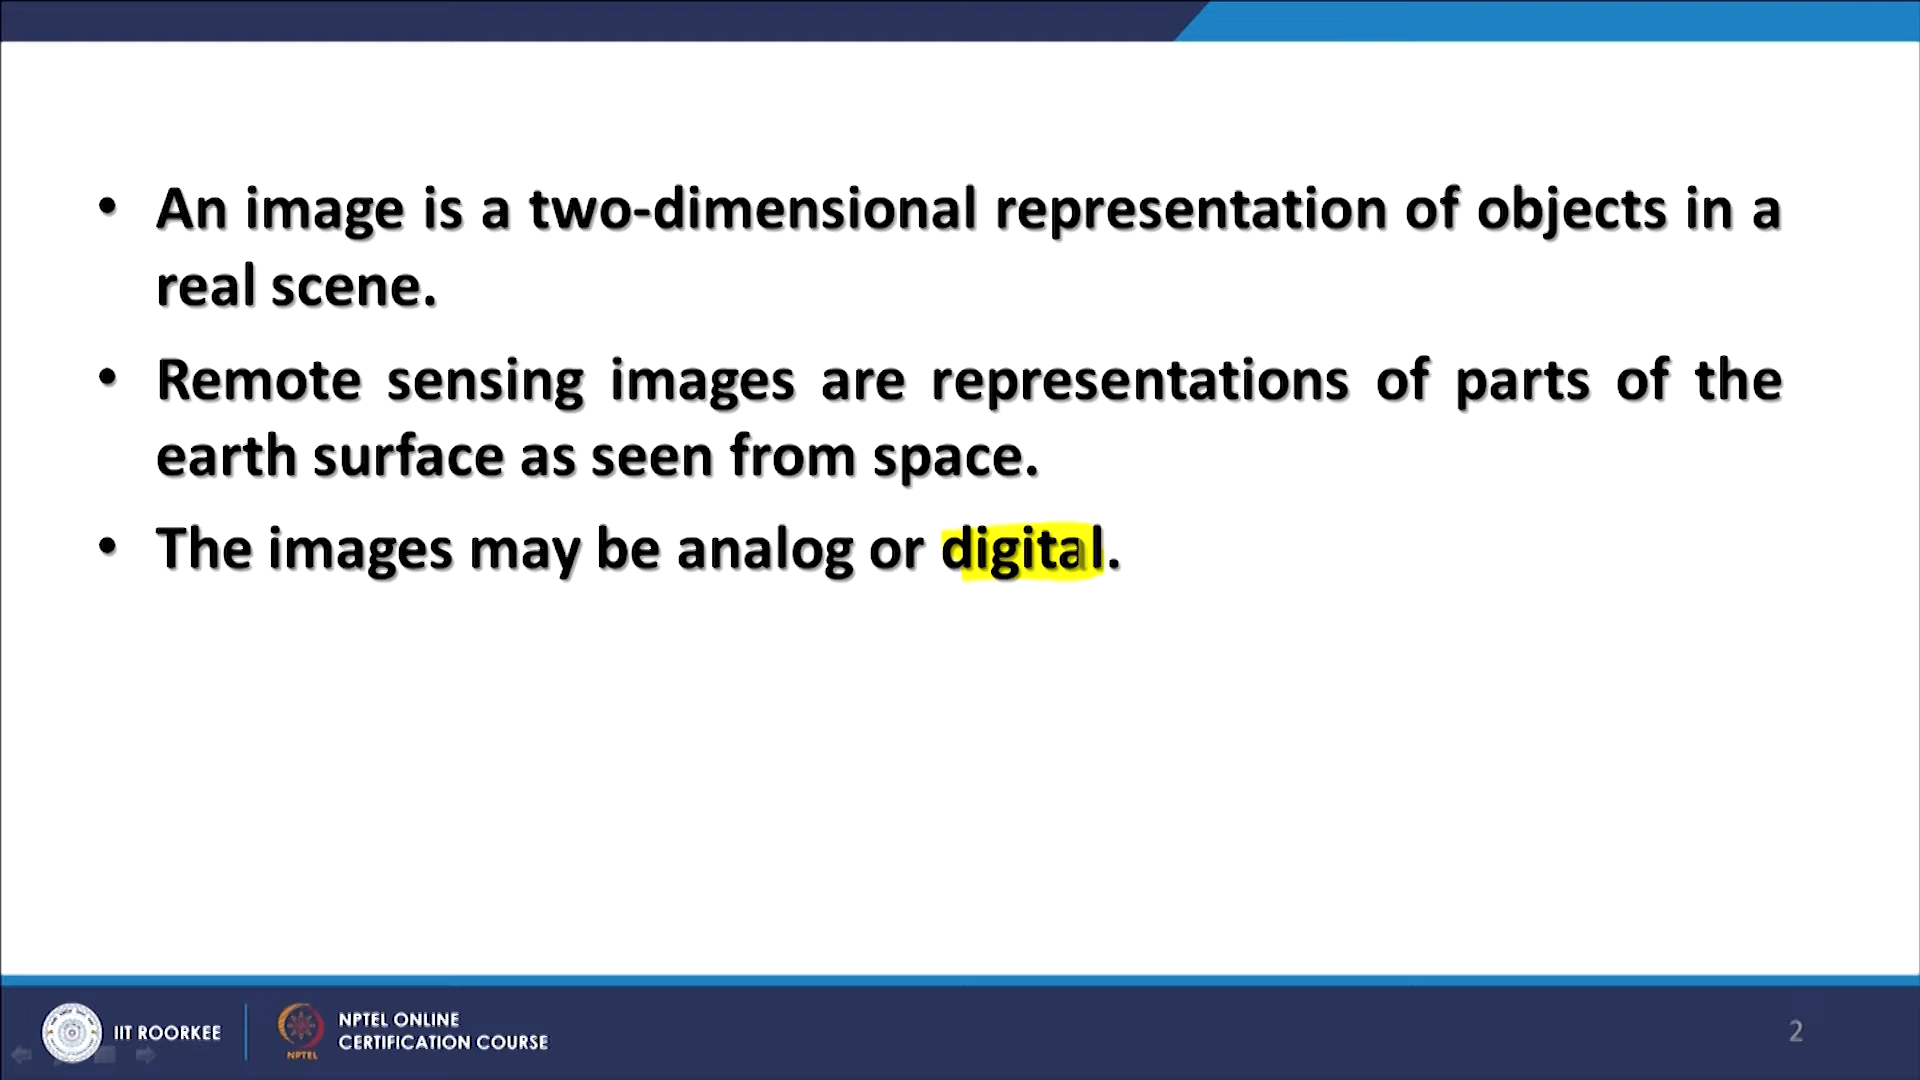 • An image is a two-dimensional representation of objects in a
real scene.
• Remote sensing images are representations of parts of the
earth surface as seen from space.
• The images may be analog or digital.
IIT ROORKEE
NPTEL
NPTEL ONLINE
CERTIFICATION COURSE
2